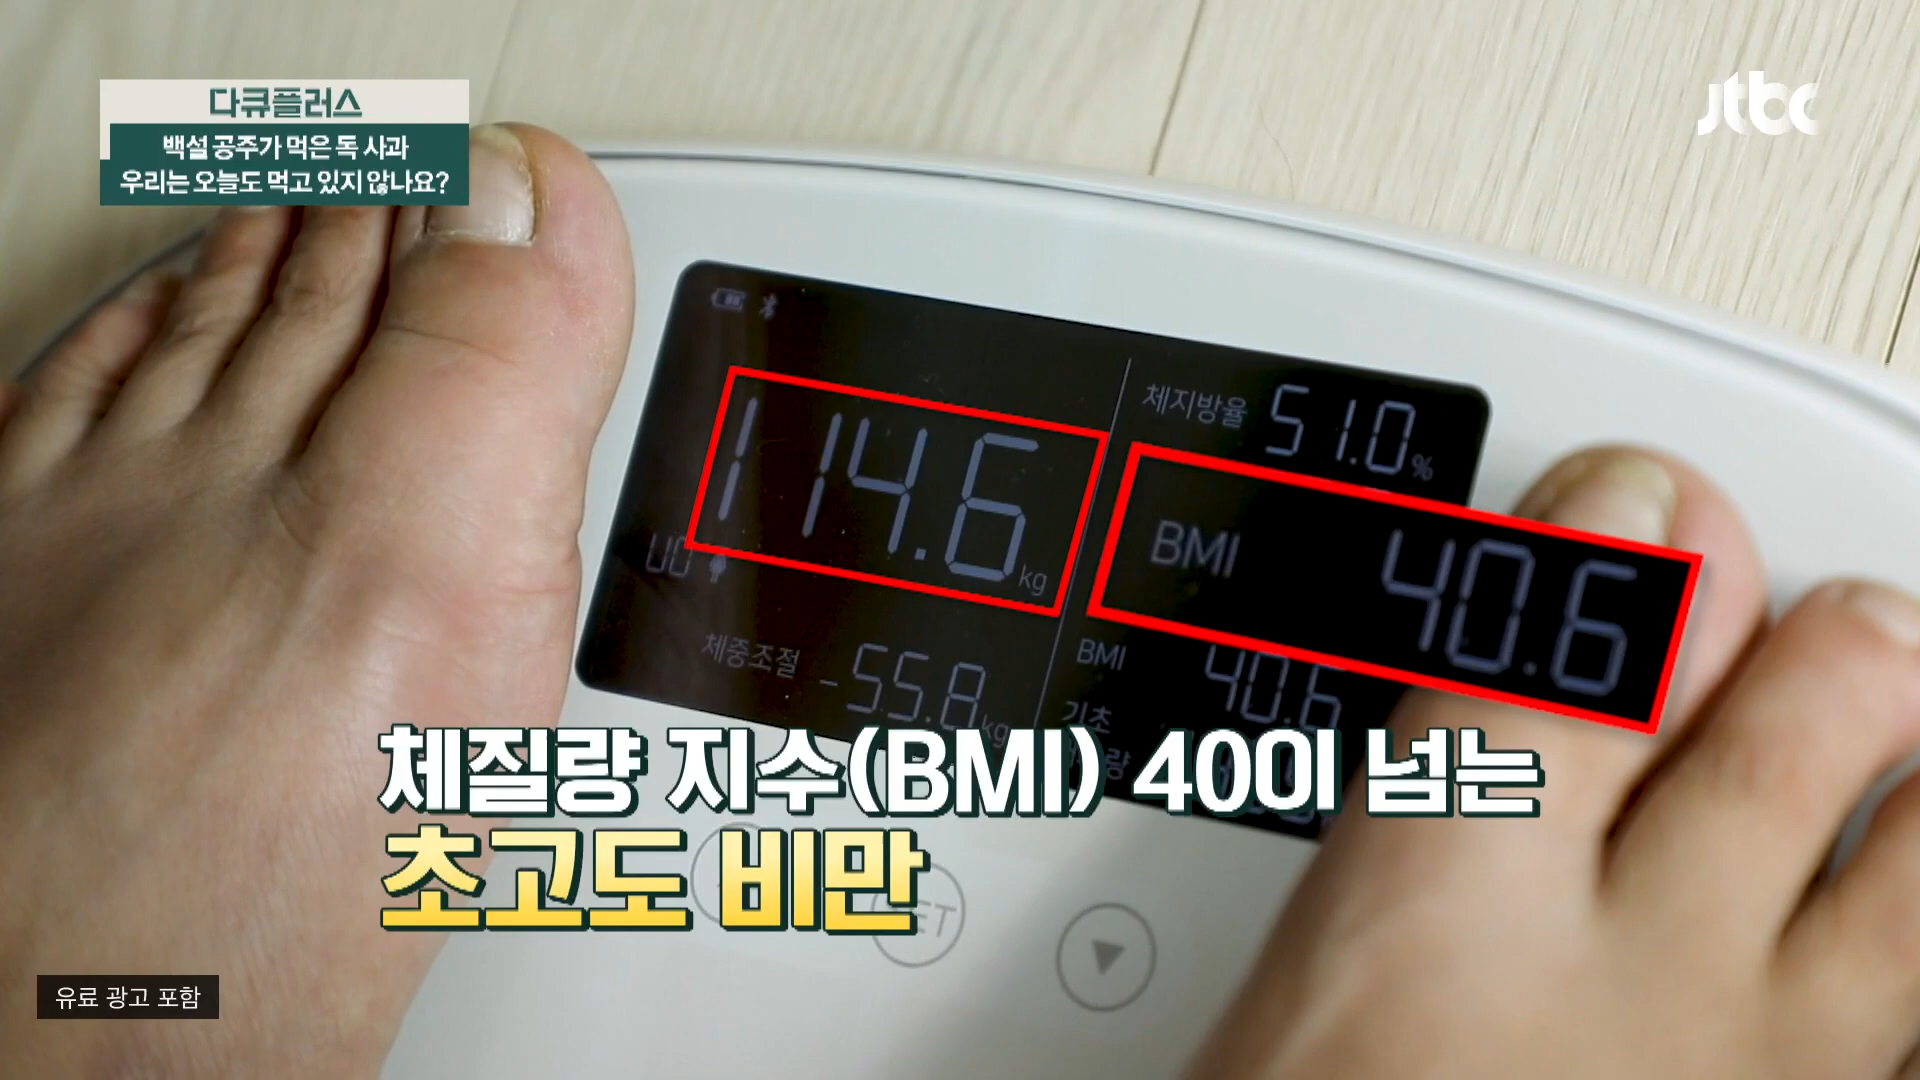 다큐플러스
백설 공주가 먹은 독 사과
우리는 오늘도 먹고 있지 않나요?
jtbc
체지방율 51.0 %
114.6 kg
BMI 40.6
체중조절 -55.8 kg
BMI 40.6
기초
체질량 지수(BMI) 40이 넘는
초고도 비만
유료 광고 포함